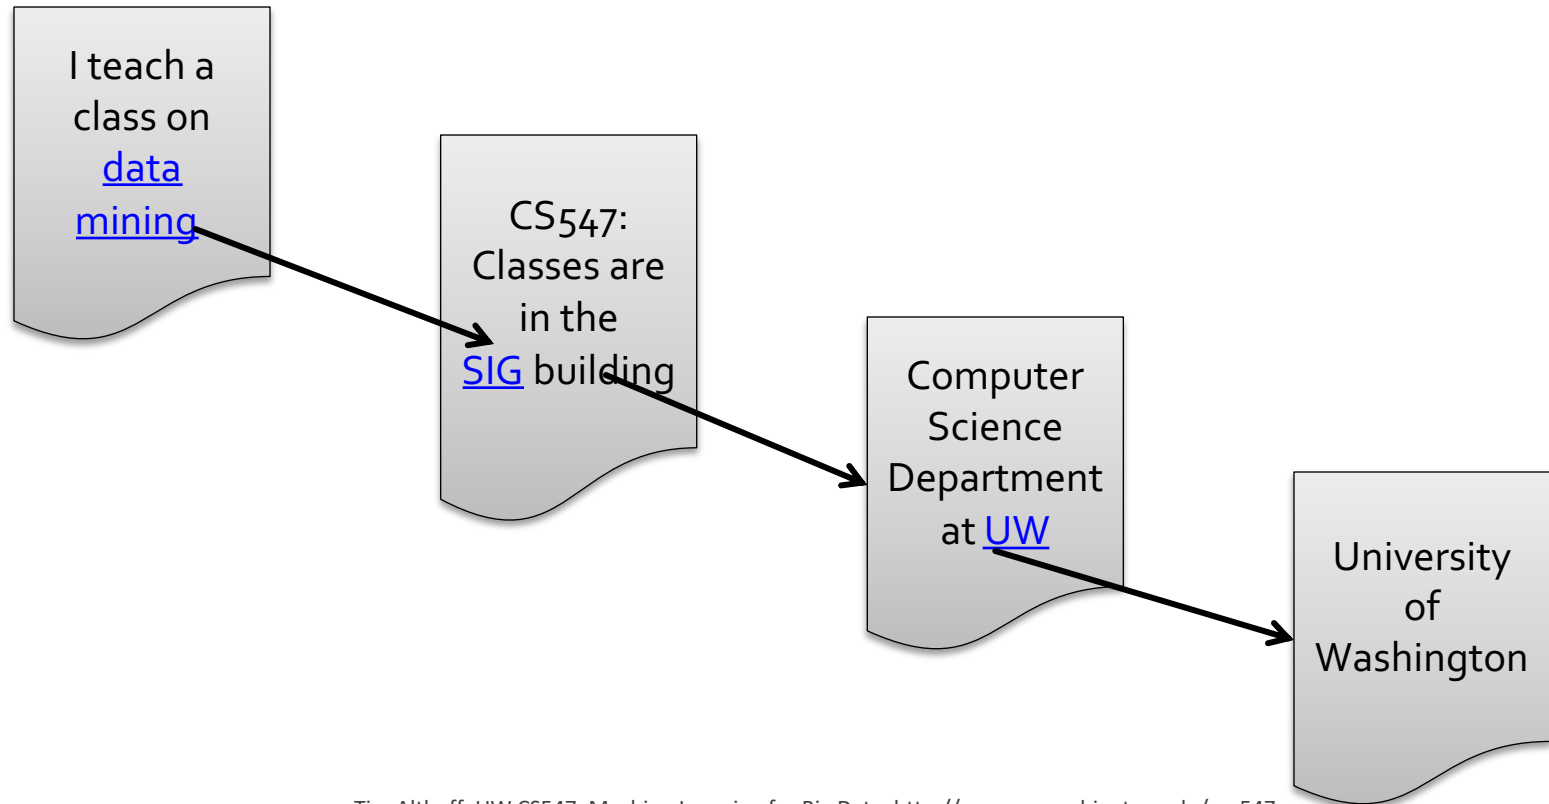 I teach a
class on
data
mining
CS547:
Classes are
in the
SIG building
Computer
Science
Department
at UW
University
of
Washington